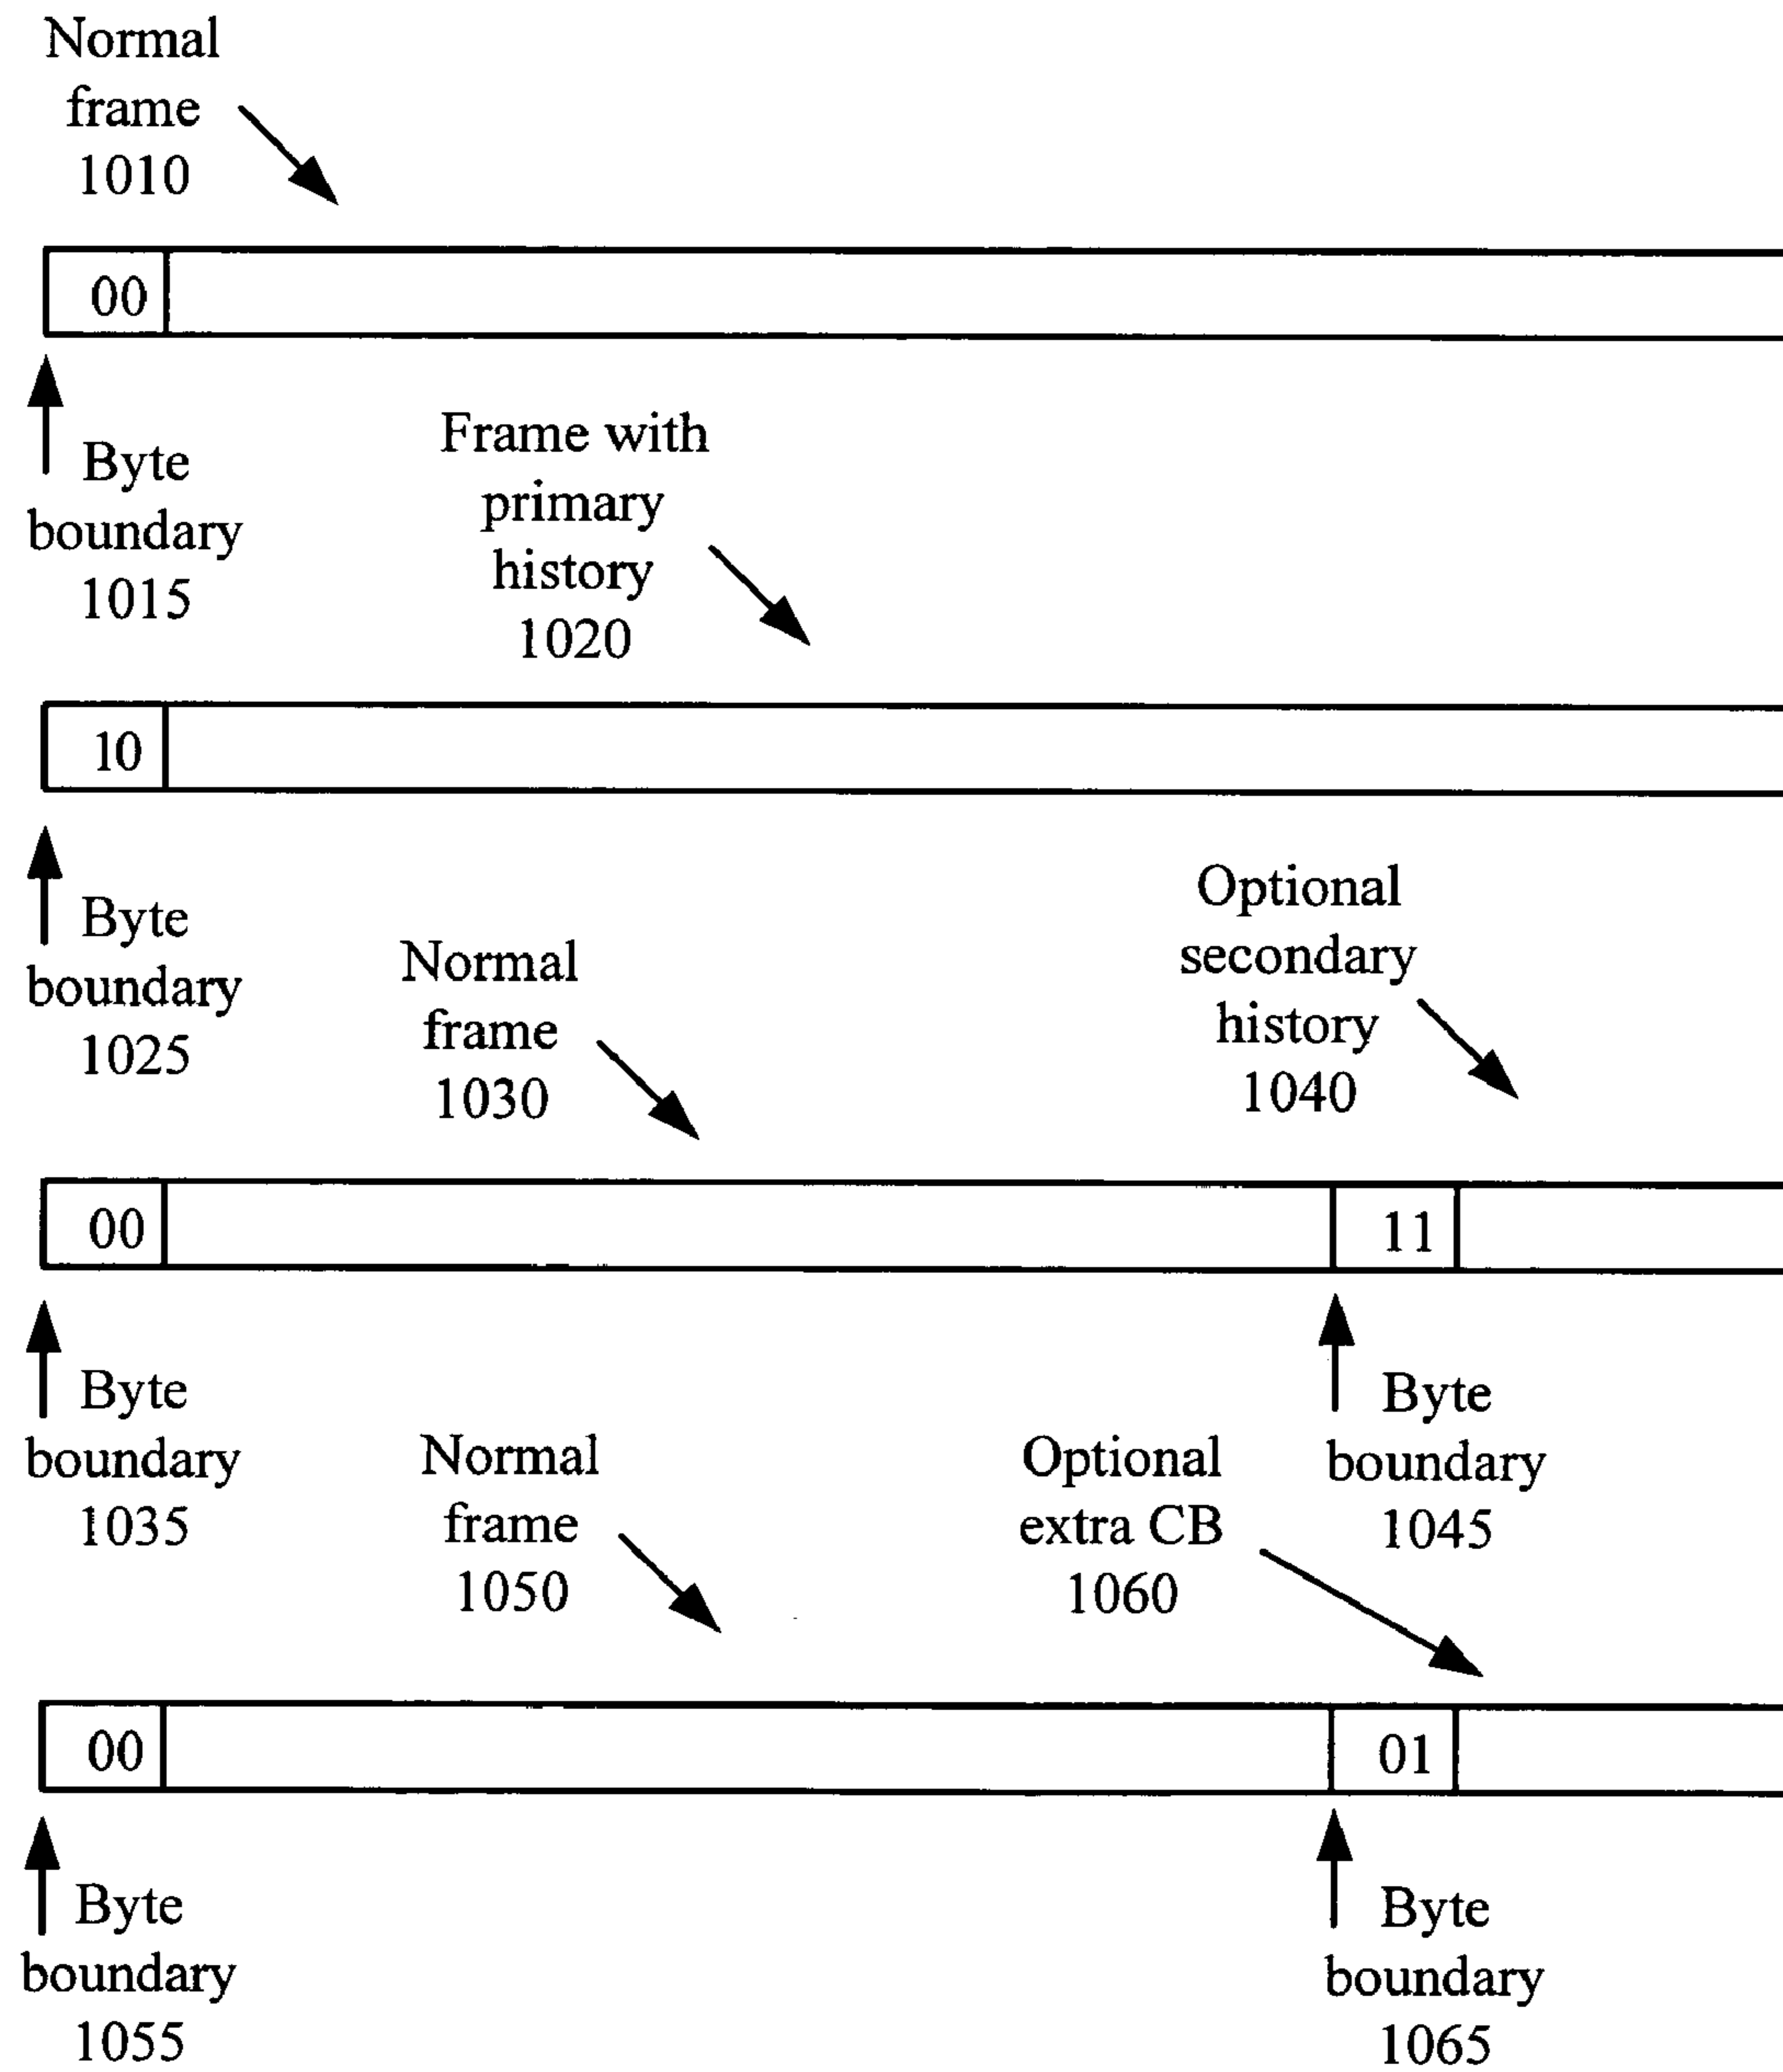 Normal
frame
1010
00
Byte
boundary
1015
Frame with
primary
history
1020
10
Byte
boundary
1025
Normal
frame
1030
Optional
secondary
history
1040
00
11
Byte
boundary
1035
Byte
boundary
1045
Normal
frame
1050
Optional
extra CB
1060
00
01
Byte
boundary
1055
Byte
boundary
1065